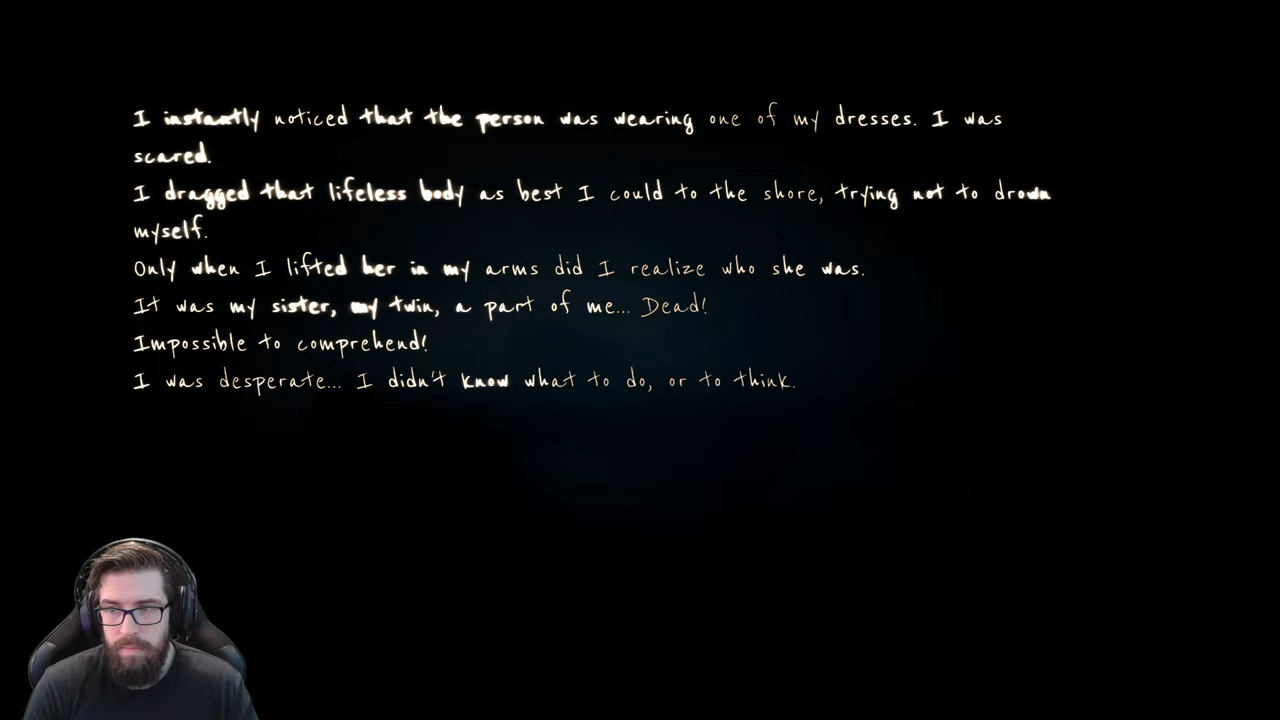 I instantly noticed that the person was wearing one of my dresses. I was
scared.
I dragged that lifeless body as best I could to the shore, trying not to drown
myself.
Only when I lifted her in my arms did I realize who she was.
It was my sister, my twin, a part of me... Dead!
Impossible to comprehend!
I was desperate... I didn't know what to do, or to think.